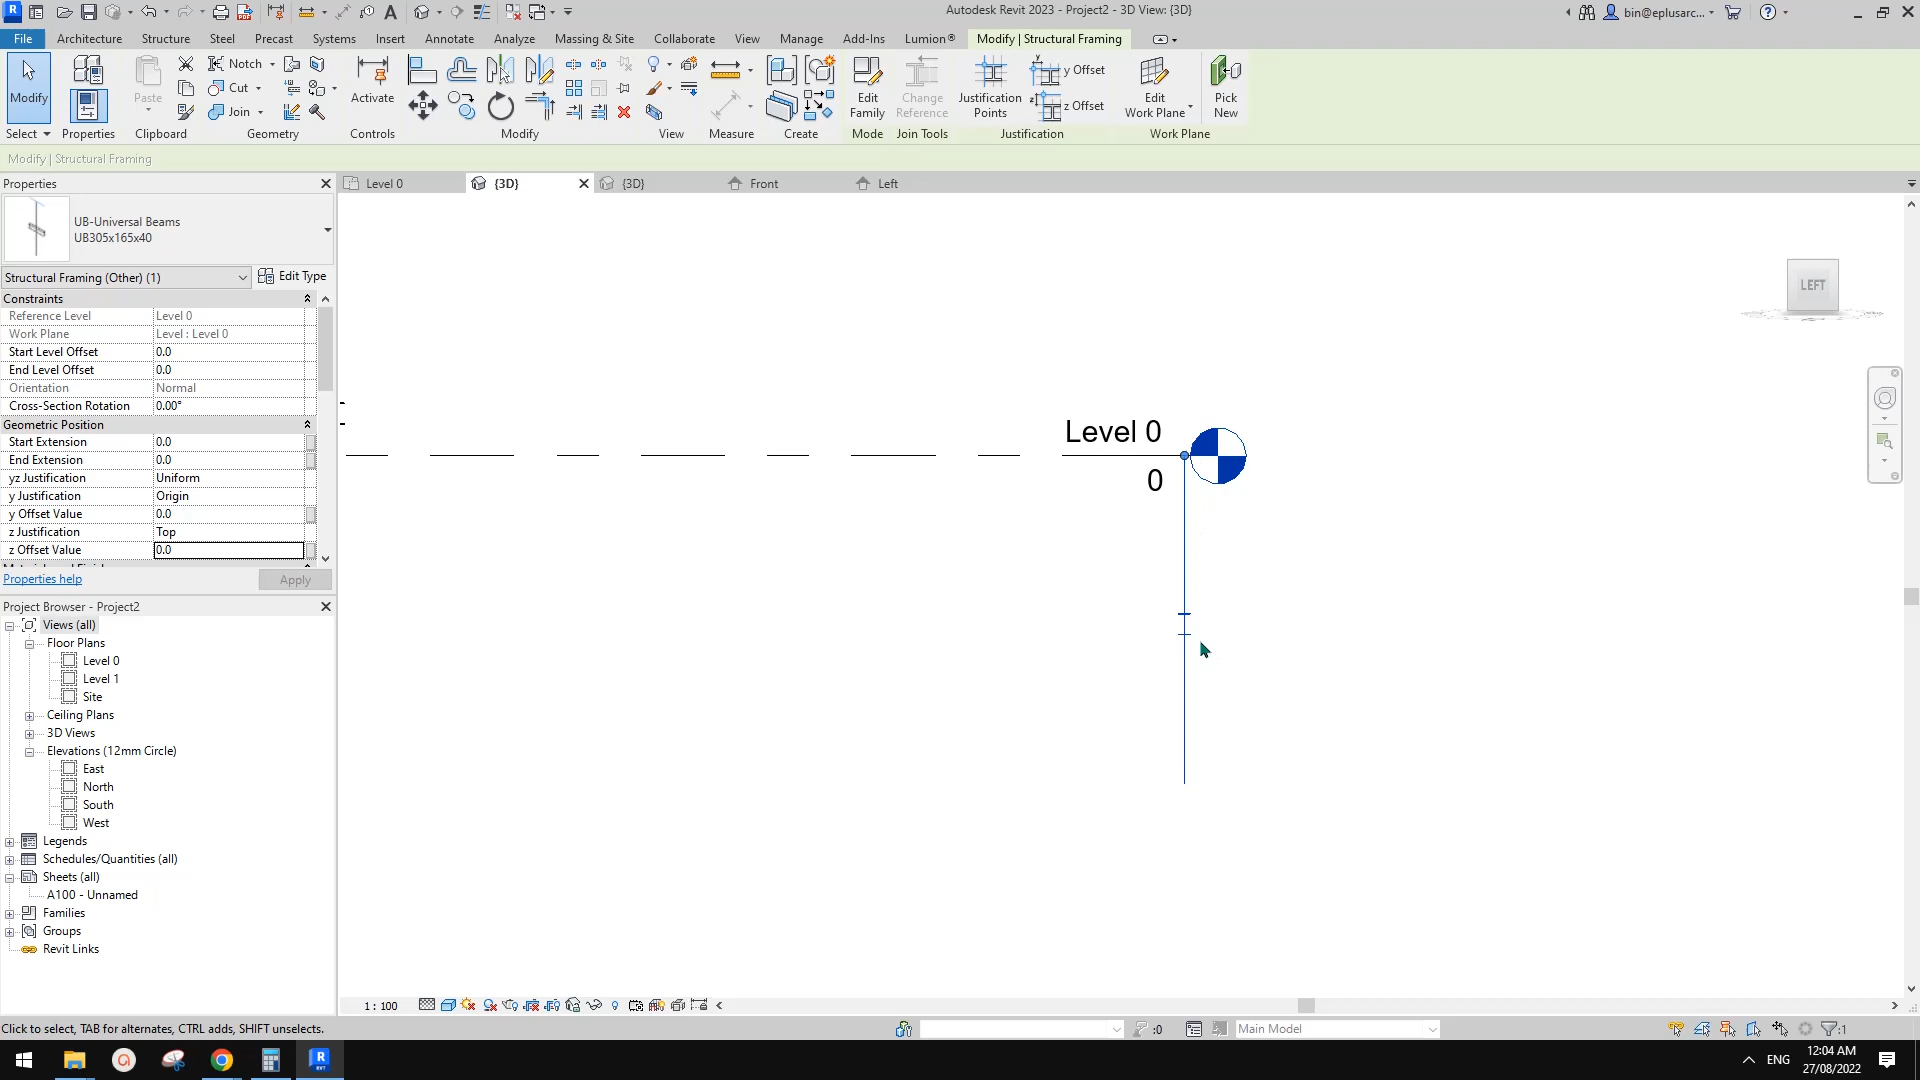 Autodesk Revit 2023 - Project2 - 3D View: {3D}
bin@eplusarc...
File
Architecture
Structure
Steel
Precast
Systems
Insert
Annotate
Analyze
Massing & Site
Collaborate
View
Manage
Add-Ins
Lumion®
Modify | Structural Framing
Modify
Paste
Notch
Cut
Join
Activate
Edit
Family
Change
Reference
Justification
Points
y Offset
z Offset
Edit
Work Plane
Pick
New
Select
Properties
Clipboard
Geometry
Controls
Modify
View
Measure
Create
Mode
Join Tools
Justification
Work Plane
Modify | Structural Framing
Properties
Level 0
{3D}
{3D}
Front
Left
UB-Universal Beams
UB305x165x40
Structural Framing (Other) (1)
Edit Type
Constraints
Reference Level Level 0
Work Plane Level : Level 0
Start Level Offset 0.0
End Level Offset 0.0
Orientation Normal
Cross-Section Rotation 0.00°
Geometric Position
Start Extension 0.0
End Extension 0.0
yz Justification Uniform
y Justification Origin
y Offset Value 0.0
z Justification Top
z Offset Value 0.0
Properties help
Apply
Project Browser - Project2
Views (all)
Floor Plans
Level 0
Level 1
Site
Ceiling Plans
3D Views
Elevations (12mm Circle)
East
North
South
West
Legends
Schedules/Quantities (all)
Sheets (all)
A100 - Unnamed
Families
Groups
Revit Links
LEFT
Level 0
0
1 : 100
Click to select, TAB for alternates, CTRL adds, SHIFT unselects.
:0
Main Model
:1
ENG
12:04 AM
27/08/2022